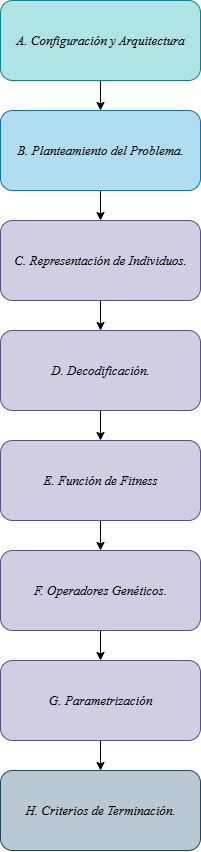 A. Configuración y Arquitectura
B. Planteamiento del Problema.
C. Representación de Individuos.
D. Decodificación.
E. Función de Fitness
F. Operadores Genéticos.
G. Parametrización
H. Criterios de Terminación.